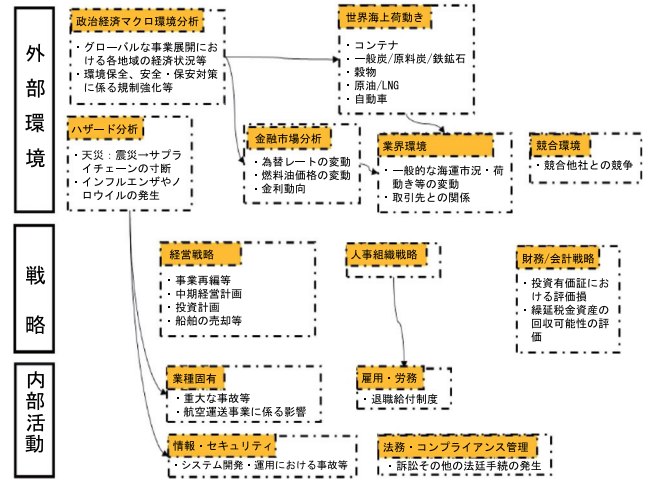 外部環境
政治経済マクロ環境分析
・グローバルな事業展開にお
ける各地域の経済状況等
・環境保全、安全・保安対策
に係る規制強化等
世界海上荷動き
・コンテナ
・一般炭/原料炭/鉄鉱石
・穀物
・原油/LNG
・自動車
ハザード分析
・天災：震災→サプラ
イチェーンの寸断
・インフルエンザやノ
ロウイルの発生
金融市場分析
・為替レートの変動
・燃料油価格の変動
・金利動向
業界環境
・一般的な海運市況・荷
動き等の変動
・取引先との関係
競合環境
・競合他社との競争
戦略
経営戦略
・事業再編等
・中期経営計画
・投資計画
・船舶の売却等
人事組織戦略
財務/会計戦略
・投資有価証にお
ける評価損
・繰延税金資産の
回収可能性の評
価
内部活動
業種固有
・重大な事故等
・航空運送事業に係る影響
雇用・労務
・退職給付制度
情報・セキュリティ
・システム開発・運用における事故等
法務・コンプライアンス管理
・訴訟その他の法廷手続の発生